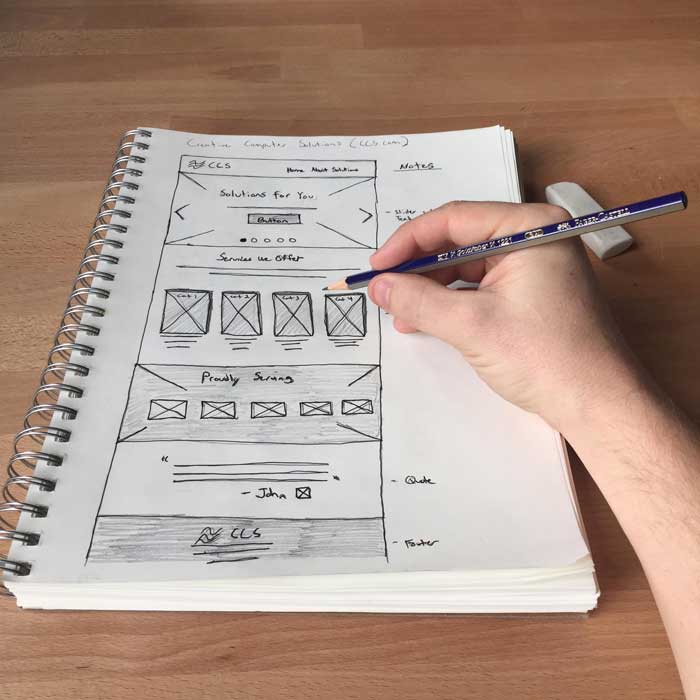 Creative Computer Solutions (CCS.com)
CCS
Home About Solutions
Notes
Solutions for You.
Button
- Slider
Text
Services We Offer
Cat 1
Cat 2
Cat 3
Cat 4
FABER-CASTELL
Proudly Serving
“
”
- John
- Quote
CCS
- Footer